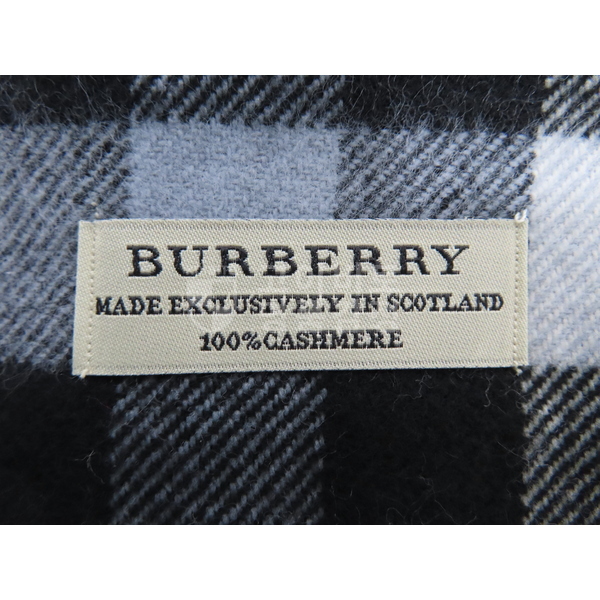 BURBERRY
MADE EXCLUSIVELY IN SCOTLAND
100%CASHMERE